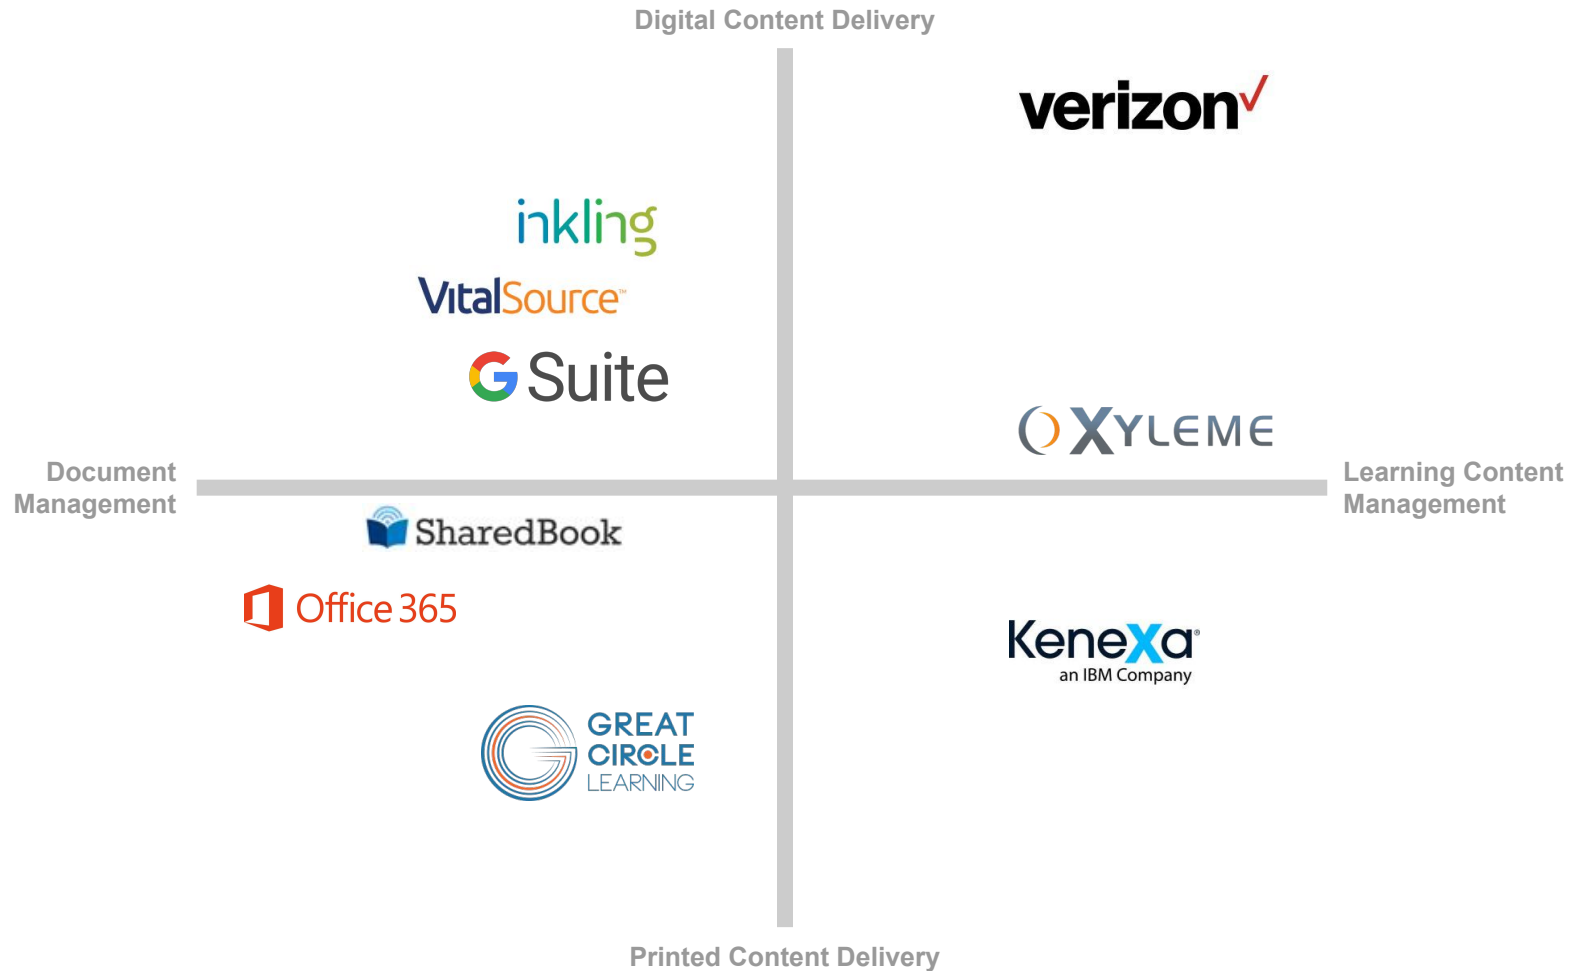 Digital Content Delivery
verizon
inkling
VitalSource™
G Suite
XYLEME
Document
Management
Learning Content
Management
SharedBook
Office 365
Kenexa®
an IBM Company
GREAT
CIRCLE
LEARNING
Printed Content Delivery